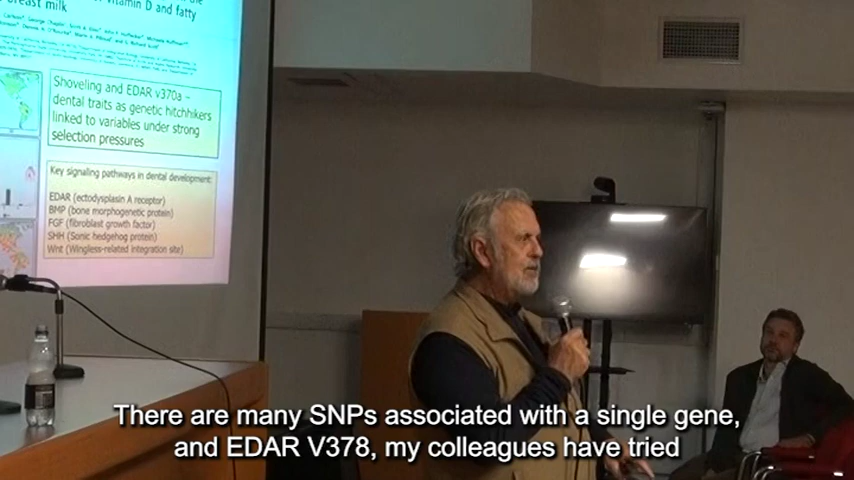 vitamin D and fatty
breast milk
Shoveling and EDAR v370a –
dental traits as genetic hitchhikers
linked to variables under strong
selection pressures
Key signaling pathways in dental development:
EDAR (ectodysplasin A receptor)
BMP (bone morphogenetic protein)
FGF (fibroblast growth factor)
SHH (Sonic hedgehog protein)
Wnt (Wingless-related integration site)
There are many SNPs associated with a single gene,
and EDAR V378, my colleagues have tried